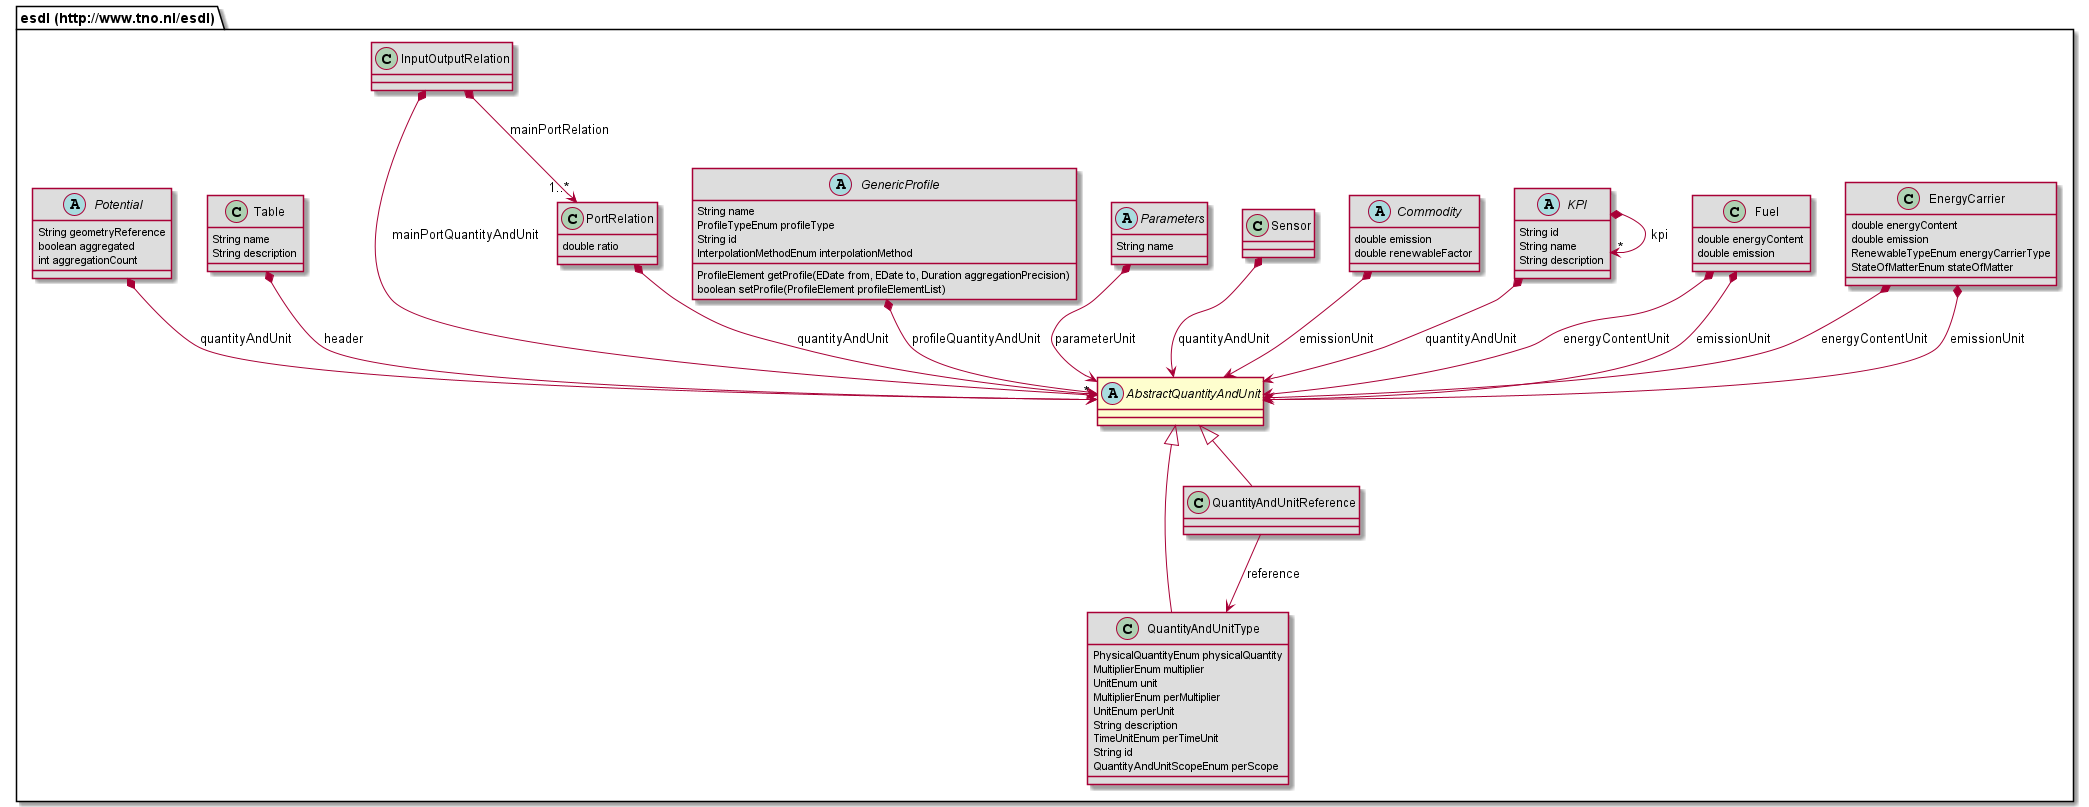 esdl (http://www.tno.nl/esdl)
C InputOutputRelation
mainPortRelation
1..*
mainPortQuantityAndUnit
A Potential
String geometryReference
boolean aggregated
int aggregationCount
C Table
String name
String description
C PortRelation
double ratio
A GenericProfile
String name
ProfileTypeEnum profileType
String id
InterpolationMethodEnum interpolationMethod
ProfileElement getProfile(EDate from, EDate to, Duration aggregationPrecision)
boolean setProfile(ProfileElement profileElementList)
A Parameters
String name
C Sensor
A Commodity
double emission
double renewableFactor
A KPI
String id
String name
String description
kpi
*
C Fuel
double energyContent
double emission
C EnergyCarrier
double energyContent
double emission
RenewableTypeEnum energyCarrierType
StateOfMatterEnum stateOfMatter
quantityAndUnit
header
quantityAndUnit
profileQuantityAndUnit
parameterUnit
quantityAndUnit
emissionUnit
quantityAndUnit
energyContentUnit
emissionUnit
energyContentUnit
emissionUnit
*
A AbstractQuantityAndUnit
C QuantityAndUnitReference
reference
C QuantityAndUnitType
PhysicalQuantityEnum physicalQuantity
MultiplierEnum multiplier
UnitEnum unit
MultiplierEnum perMultiplier
UnitEnum perUnit
String description
TimeUnitEnum perTimeUnit
String id
QuantityAndUnitScopeEnum perScope